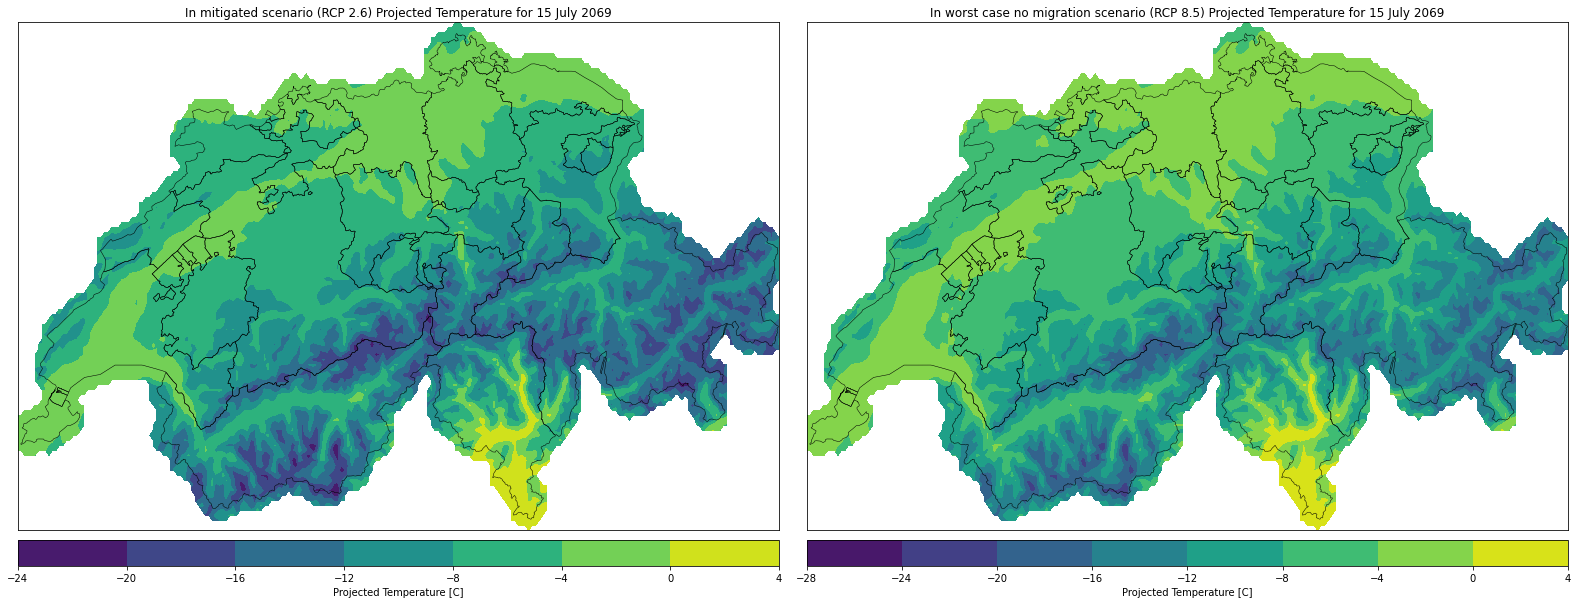 In mitigated scenario (RCP 2.6) Projected Temperature for 15 July 2069
In worst case no migration scenario (RCP 8.5) Projected Temperature for 15 July 2069
−24 −20 −16 −12 −8 −4 0 4
Projected Temperature [C]
−28 −24 −20 −16 −12 −8 −4 0 4
Projected Temperature [C]